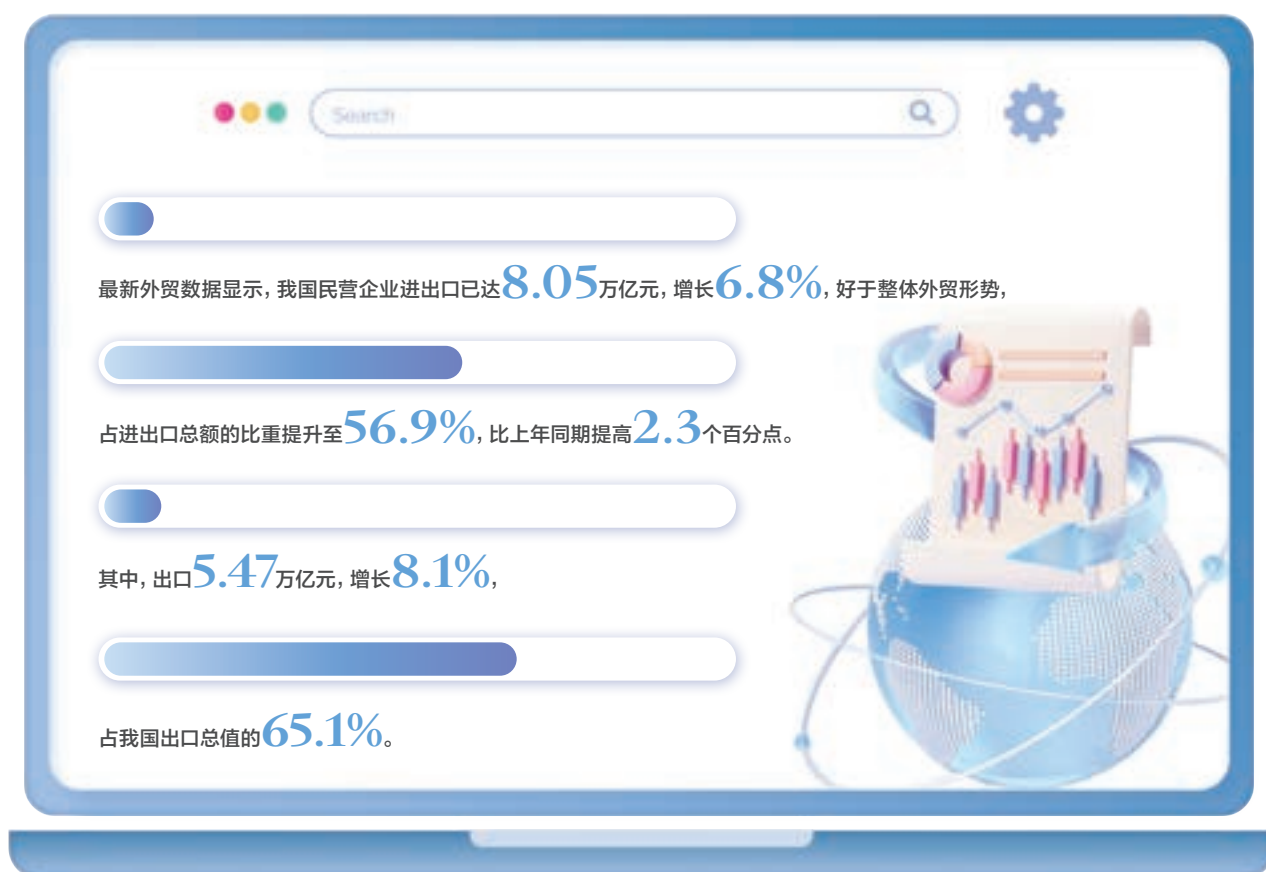 Search
最新外贸数据显示，我国民营企业进出口已达8.05万亿元，增长6.8%，好于整体外贸形势，
占进出口总额的比重提升至56.9%，比上年同期提高2.3个百分点。
其中，出口5.47万亿元，增长8.1%，
占我国出口总值的65.1%。